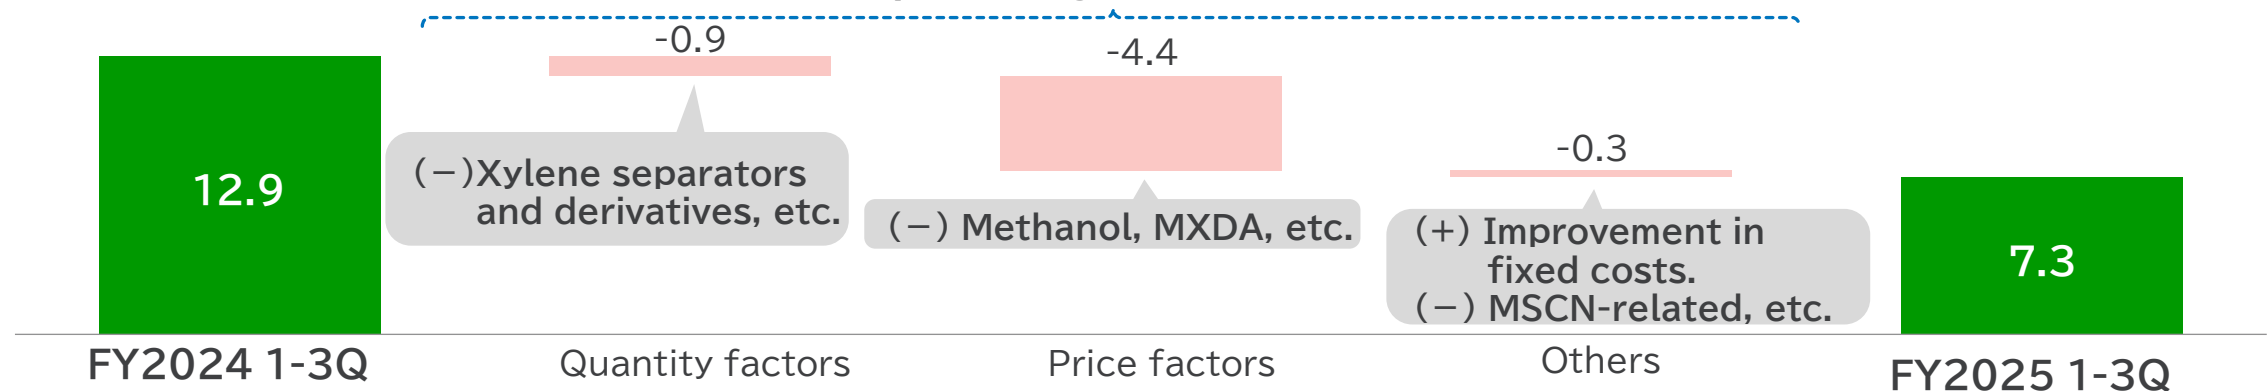 -0.9
-4.4
-0.3
12.9
(－)Xylene separators
and derivatives, etc.
(－) Methanol, MXDA, etc.
(+) Improvement in
fixed costs.
(－) MSCN-related, etc.
7.3
FY2024 1-3Q
Quantity factors
Price factors
Others
FY2025 1-3Q